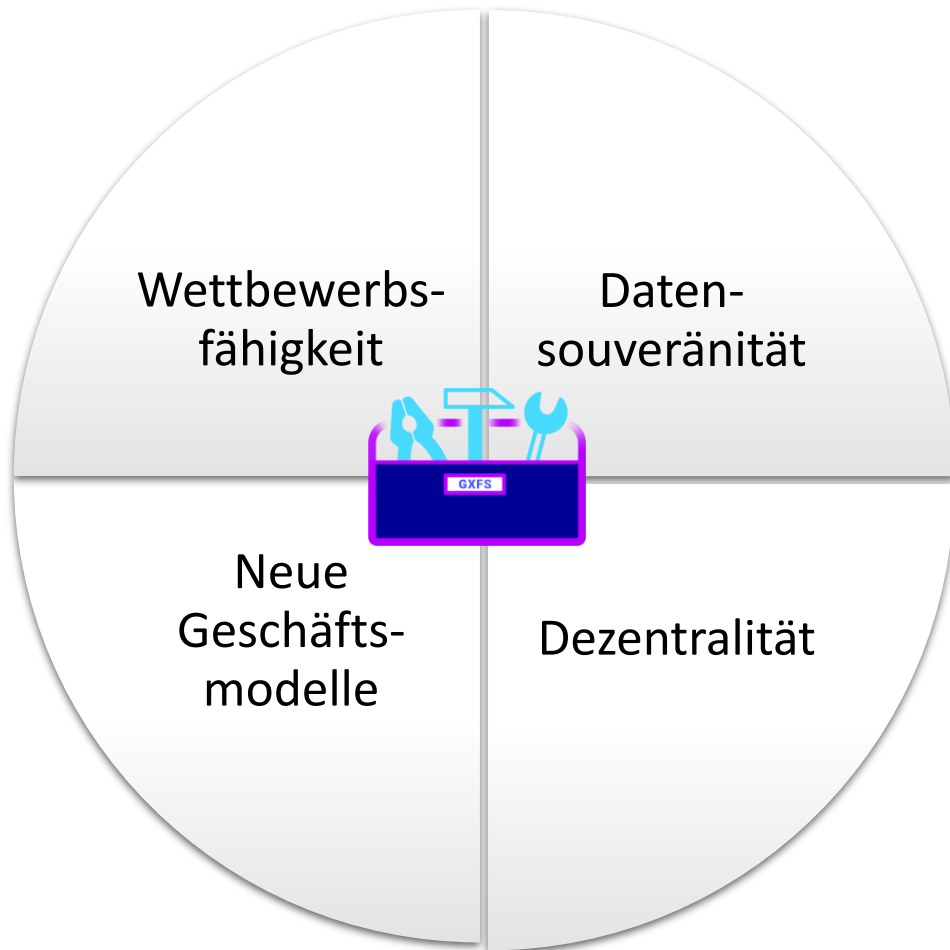 Wettbewerbs-
fähigkeit
Daten-
souveränität
GXFS
Neue
Geschäfts-
modelle
Dezentralität